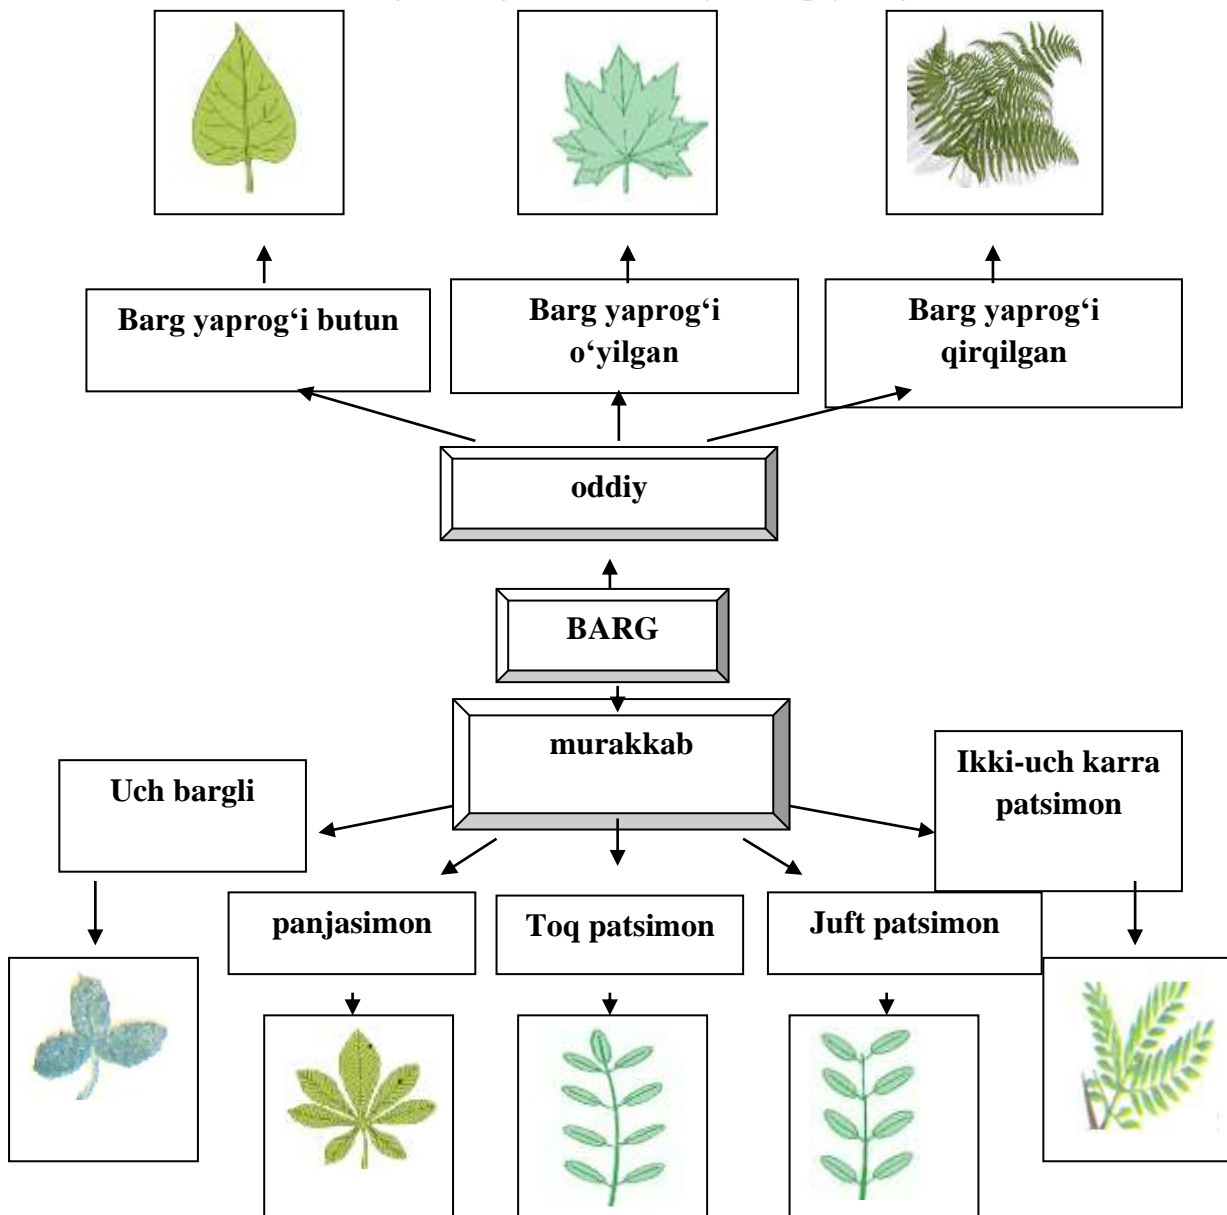 Barg yaprog‘i butun
Barg yaprog‘i
o‘yilgan
Barg yaprog‘i
qirqilgan
oddiy
BARG
murakkab
Uch bargli
Ikki-uch karra
patsimon
panjasimon
Toq patsimon
Juft patsimon